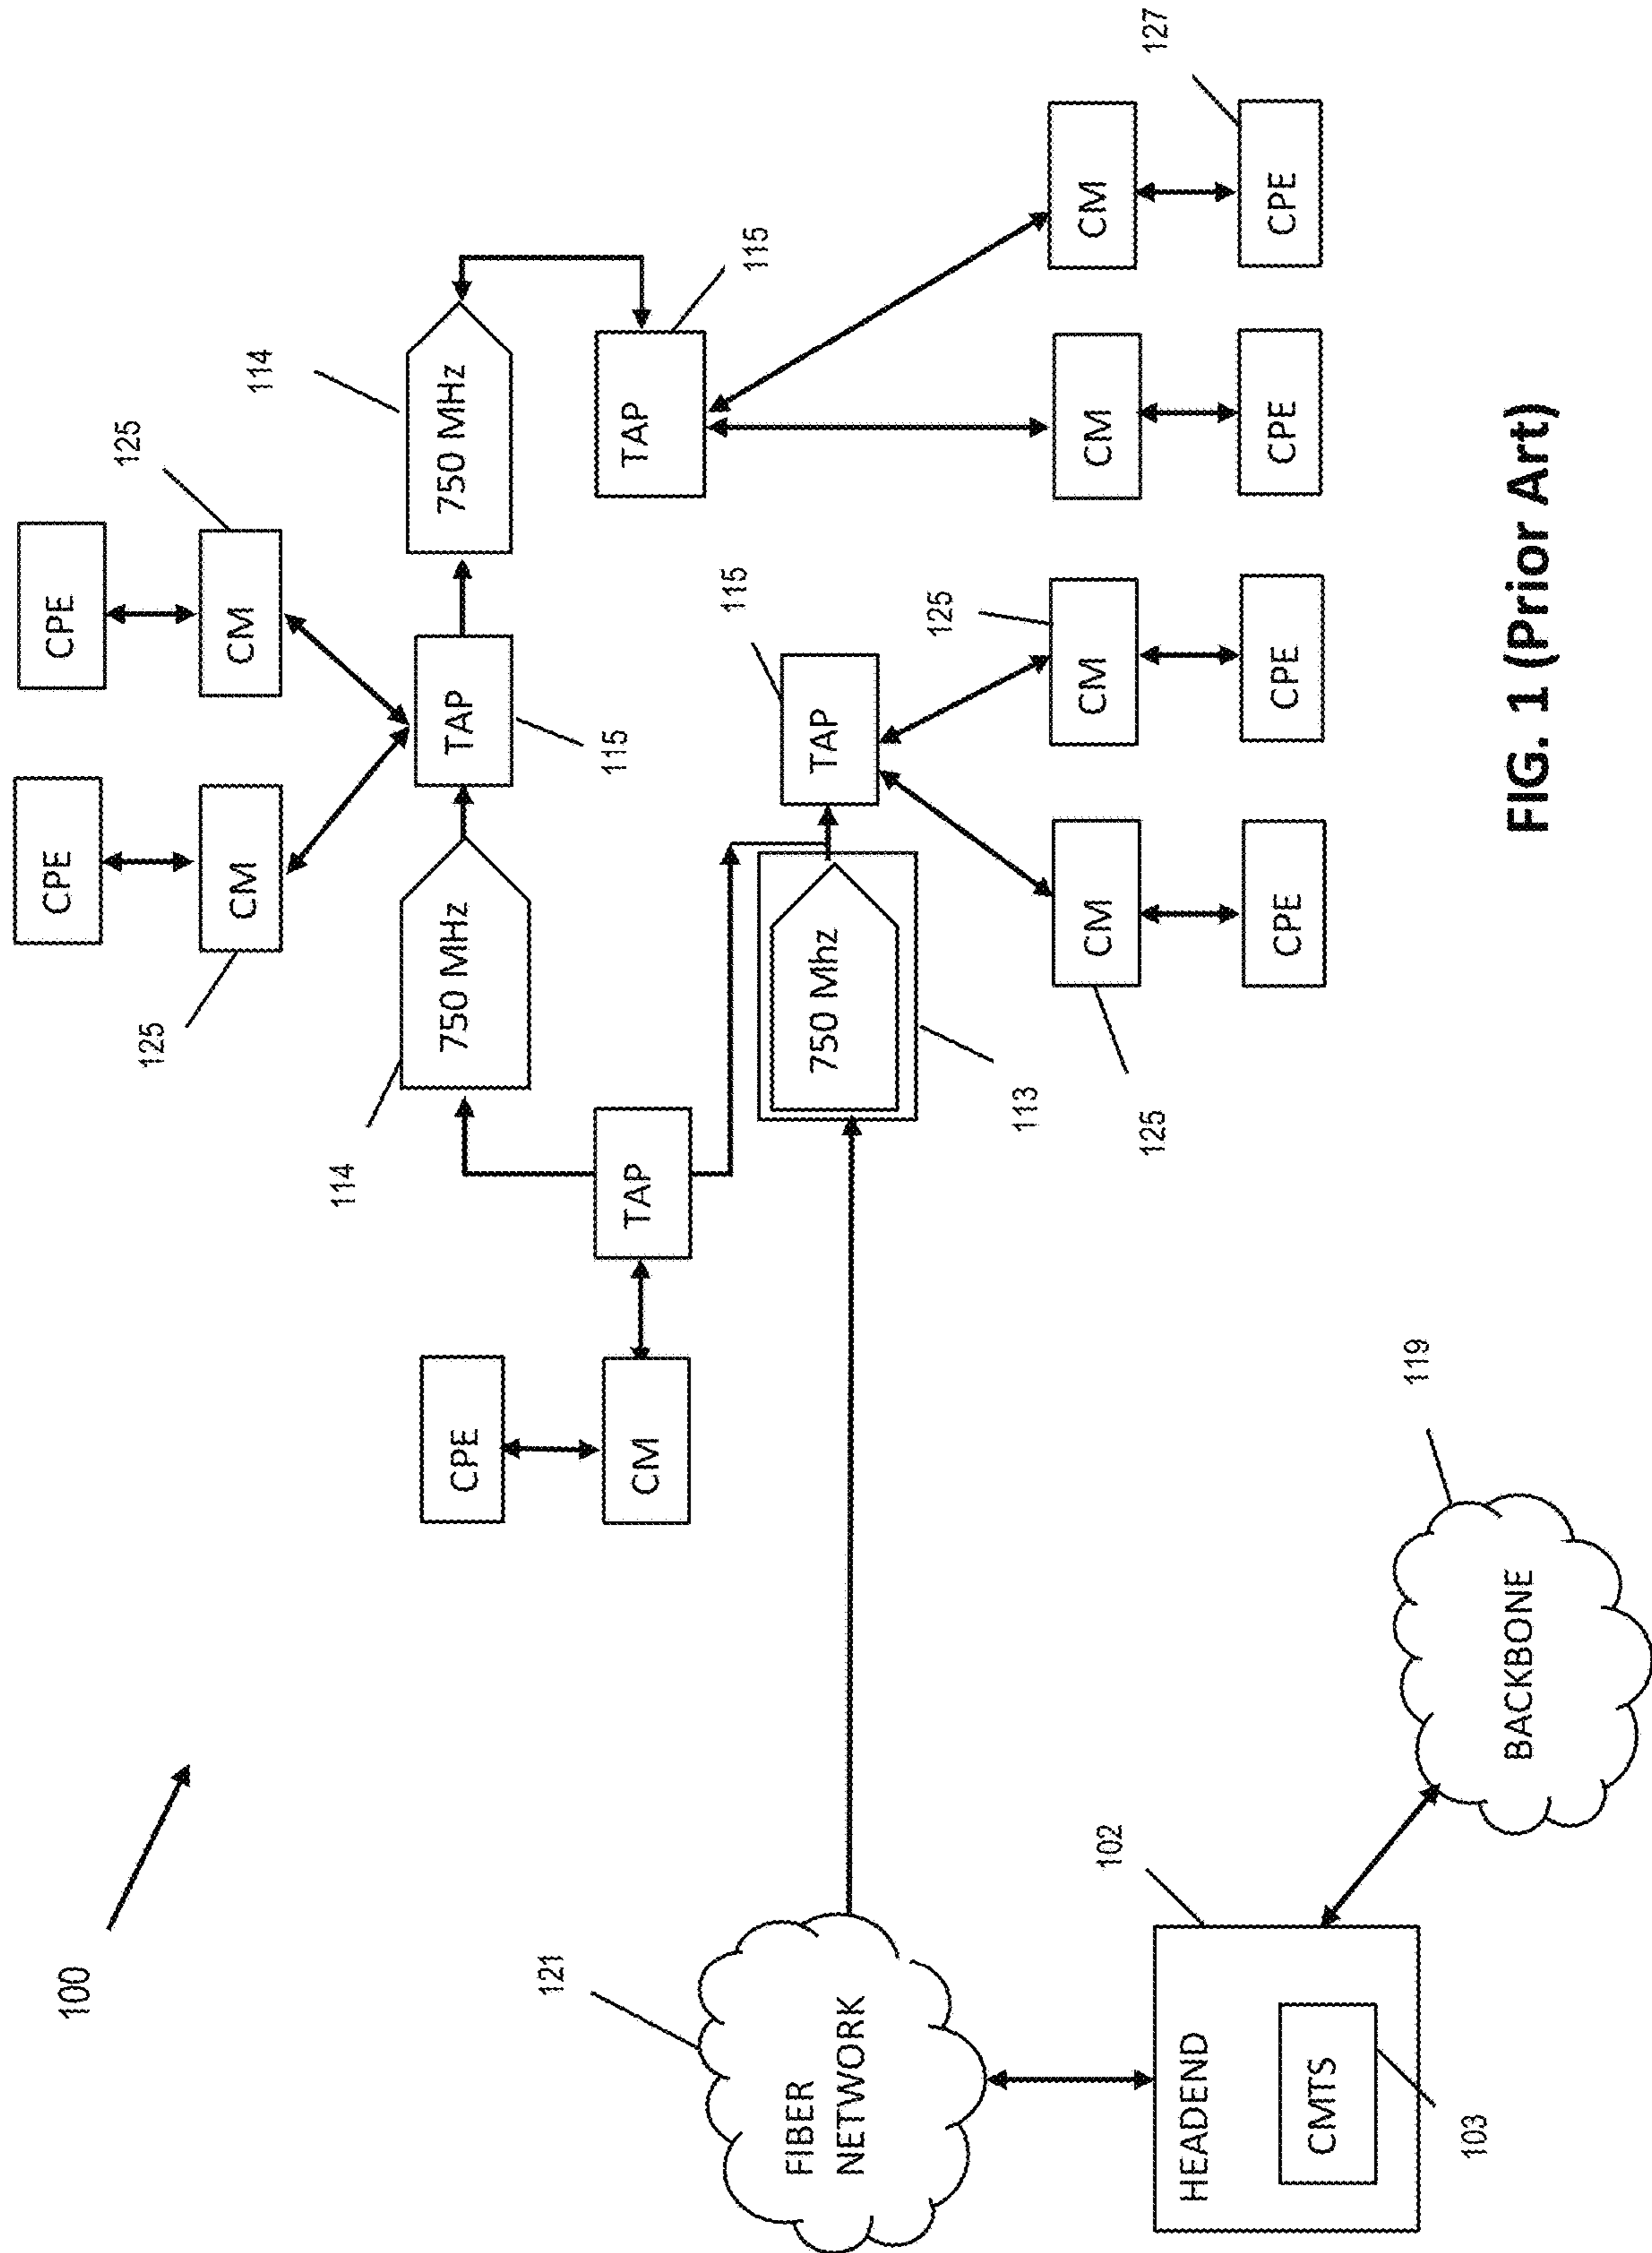 100
CPE
CPE
125
125
CM
CM
114
114
CPE
750 MHz
TAP
750 MHz
115
121
CM
TAP
TAP
115
115
FIBER
NETWORK
750 Mhz
TAP
125
113
102
CM
CM
CM
CM
125
127
HEADEND
CPE
CPE
CPE
CPE
CMTS
119
103
BACKBONE
FIG. 1 (Prior Art)